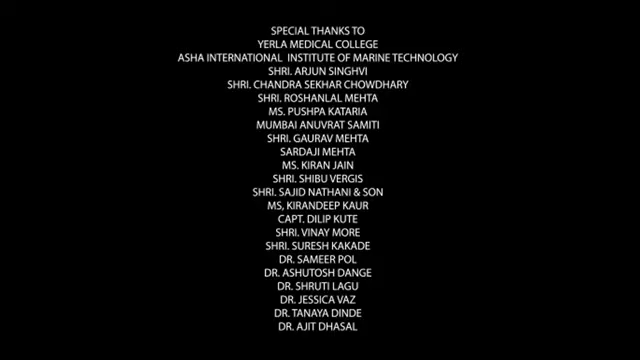 SPECIAL THANKS TO
YERLA MEDICAL COLLEGE
ASHA INTERNATIONAL INSTITUTE OF MARINE TECHNOLOGY
SHRI. ARJUN SINGHVI
SHRI. CHANDRA SEKHAR CHOWDHARY
SHRI. ROSHANLAL MEHTA
MS. PUSHPA KATARIA
MUMBAI ANUVRAT SAMITI
SHRI. GAURAV MEHTA
SARDAJI MEHTA
MS. KIRAN JAIN
SHRI. SHIBU VERGIS
SHRI. SAJID NATHANI & SON
MS, KIRANDEEP KAUR
CAPT. DILIP KUTE
SHRI. VINAY MORE
SHRI. SURESH KAKADE
DR. SAMEER POL
DR. ASHUTOSH DANGE
DR. SHRUTI LAGU
DR. JESSICA VAZ
DR. TANAYA DINDE
DR. AJIT DHASAL